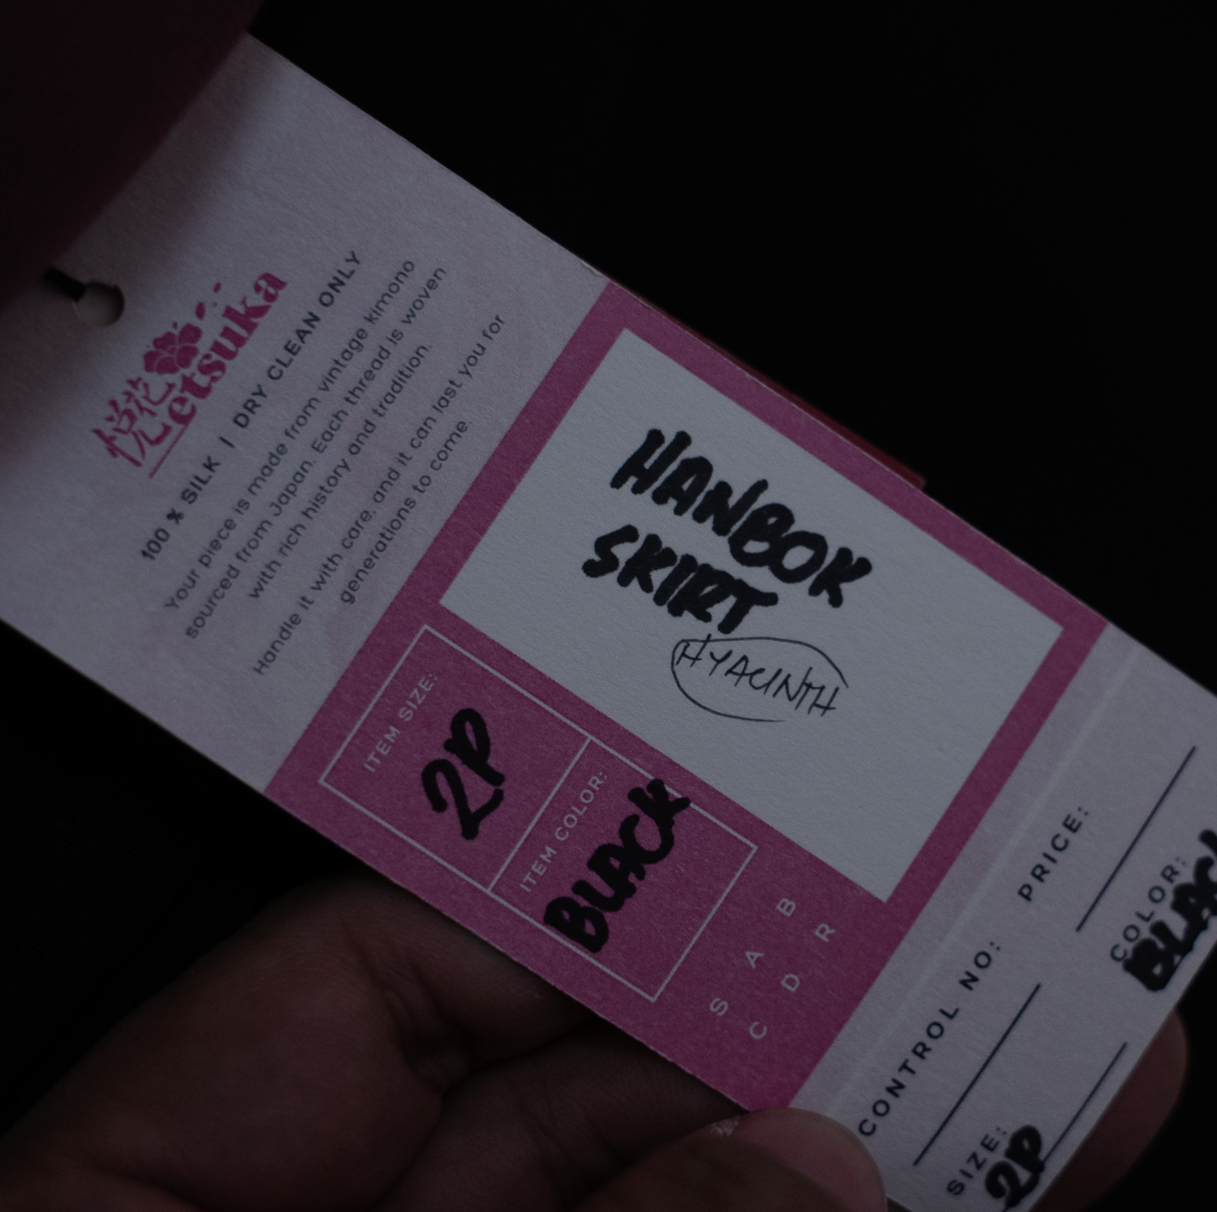 悦花
Letsuka
100 % SILK | DRY CLEAN ONLY
Your piece is made from vintage kimono
sourced from Japan. Each thread is woven
with rich history and tradition.
Handle it with care, and it can last you for
generations to come.
HANBOK
SKIRT
HYACINTH
ITEM SIZE:
2P
ITEM COLOR:
BLACK
S A B
C D R
CONTROL NO:
PRICE:
SIZE:
2P
COLOR:
BLACK